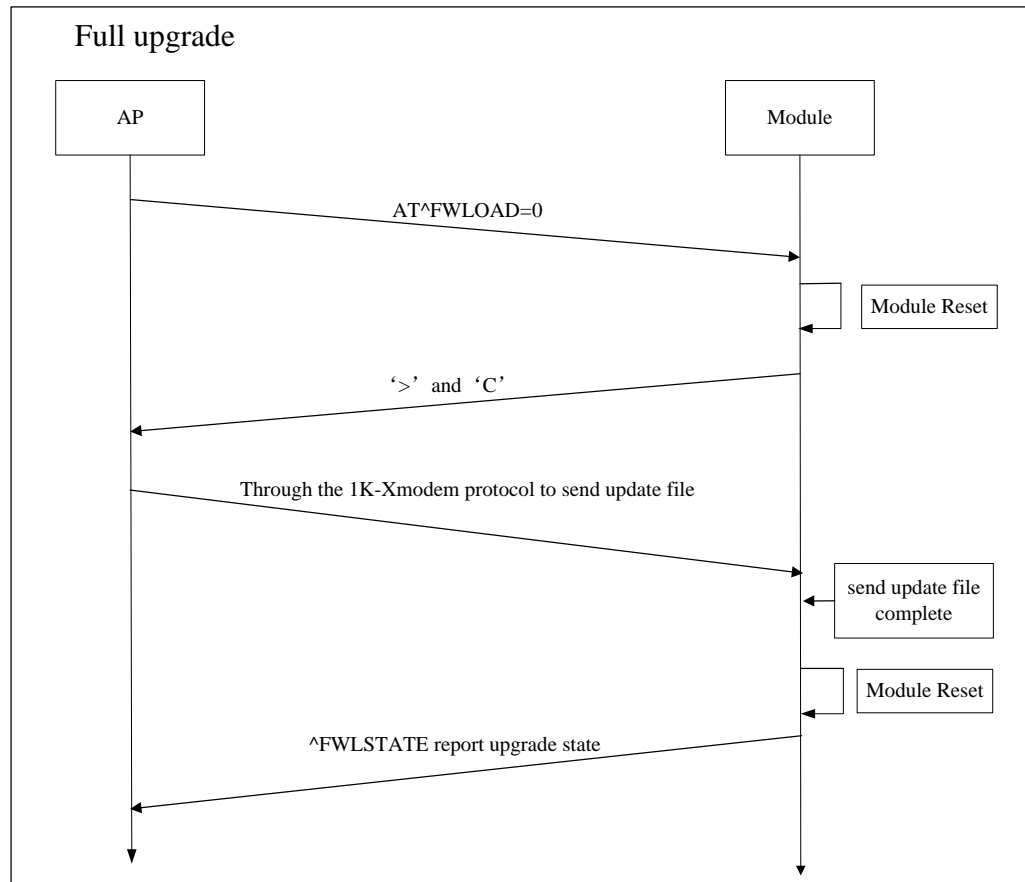 Full upgrade
AP
Module
AT^FWLOAD=0
Module Reset
‘>’ and ‘C’
Through the 1K-Xmodem protocol to send update file
send update file
complete
Module Reset
^FWLSTATE report upgrade state